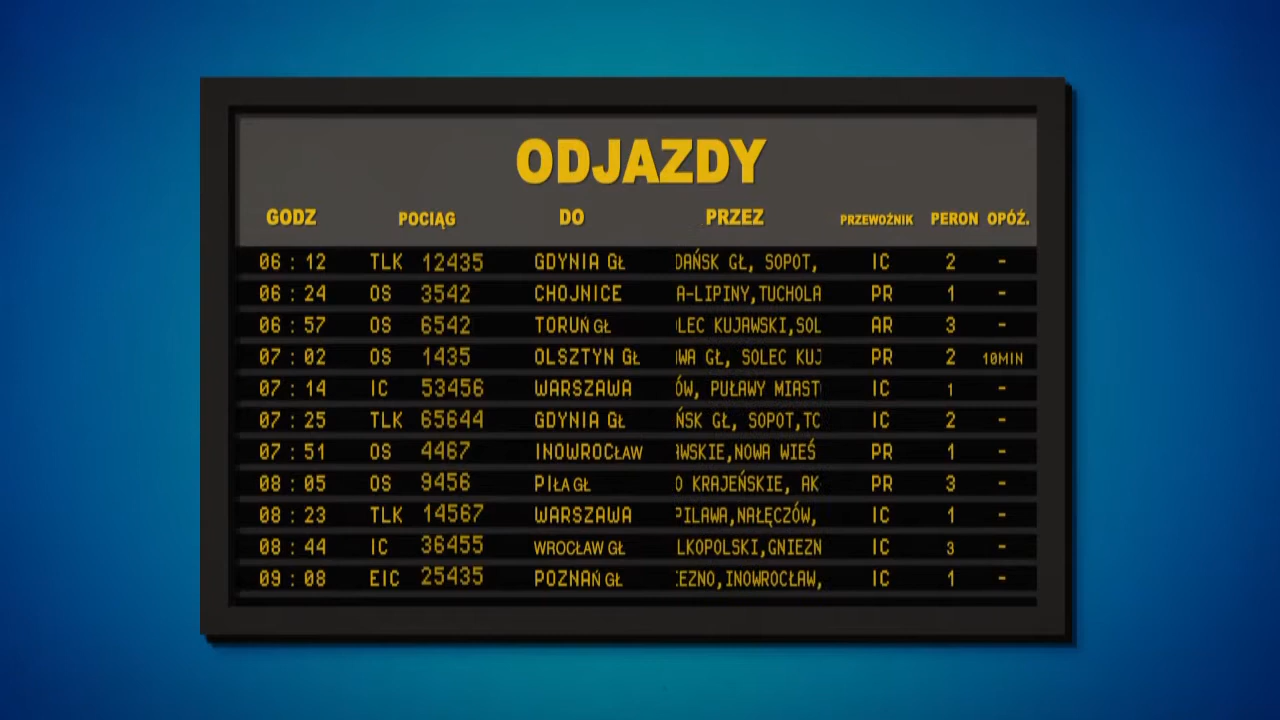 ODJAZDY
GODZ POCIĄG DO PRZEZ PRZEWOŹNIK PERON OPÓŹ.
06 : 12 TLK 12435 GDYNIA GŁ DAŃSK GŁ, SOPOT, IC 2 -
06 : 24 OS 3542 CHOJNICE A-LIPINY,TUCHOLA PR 1 -
06 : 57 OS 6542 TORUŃ GŁ LEC KUJAWSKI,SOL AR 3 -
07 : 02 OS 1435 OLSZTYN GŁ WA GŁ, SOLEC KUJ PR 2 10MIN
07 : 14 IC 53456 WARSZAWA ÓW, PUŁAWY MIAST IC 1 -
07 : 25 TLK 65644 GDYNIA GŁ ŃSK GŁ, SOPOT,TC IC 2 -
07 : 51 OS 4467 INOWROCŁAW WSKIE,NOWA WIEŚ PR 1 -
08 : 05 OS 9456 PIŁA GŁ O KRAJEŃSKIE, AK PR 3 -
08 : 23 TLK 14567 WARSZAWA PILAWA,NAŁĘCZÓW, IC 1 -
08 : 44 IC 36455 WROCŁAW GŁ LKOPOLSKI,GNIEZN IC 3 -
09 : 08 EIC 25435 POZNAŃ GŁ EZNO,INOWROCŁAW, IC 1 -